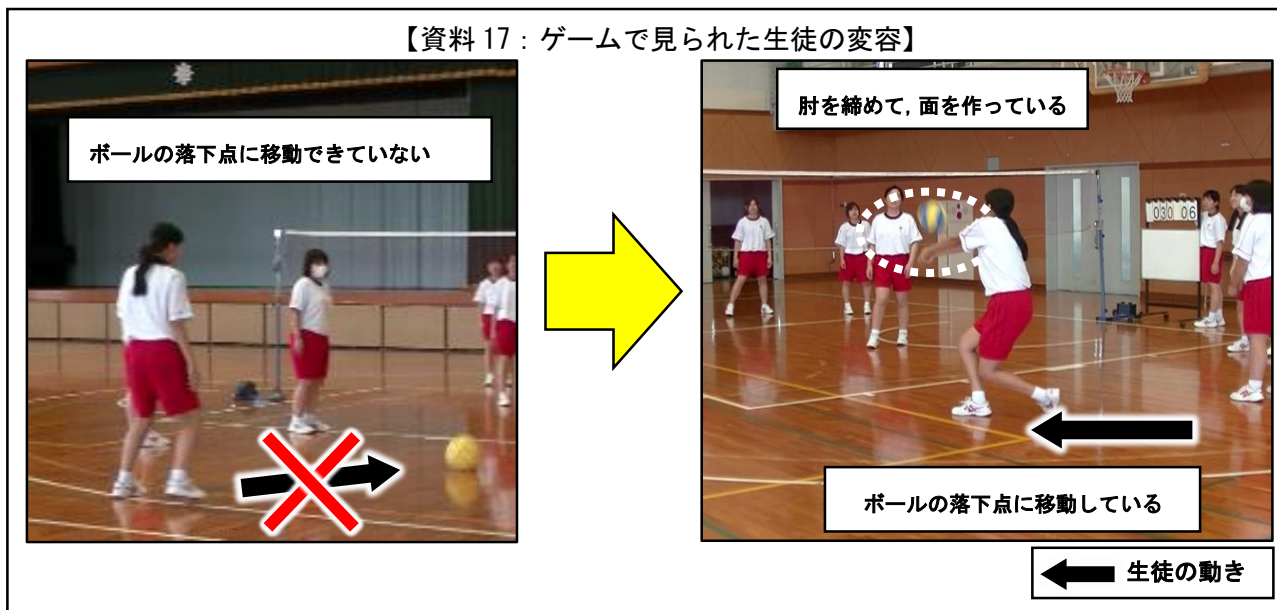 【資料 17：ゲームで見られた生徒の変容】
ボールの落下点に移動できていない
肘を締めて，面を作っている
030 06
ボールの落下点に移動している
生徒の動き